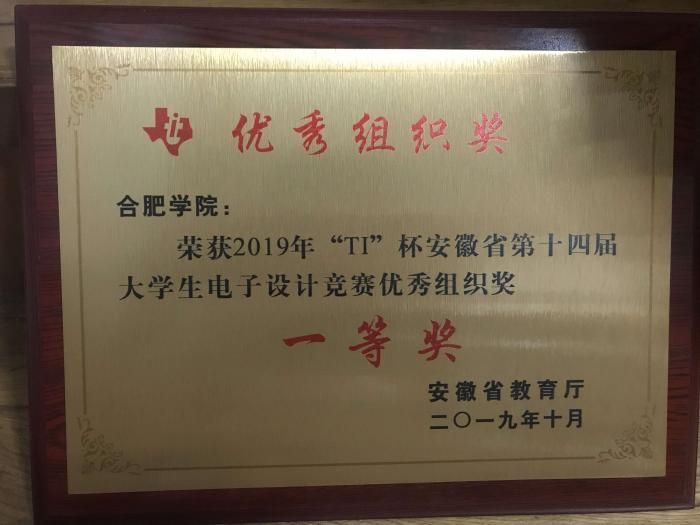 优秀组织奖
合肥学院：
荣获2019年“TI”杯安徽省第十四届
大学生电子设计竞赛优秀组织奖
一等奖
安徽省教育厅
二〇一九年十月